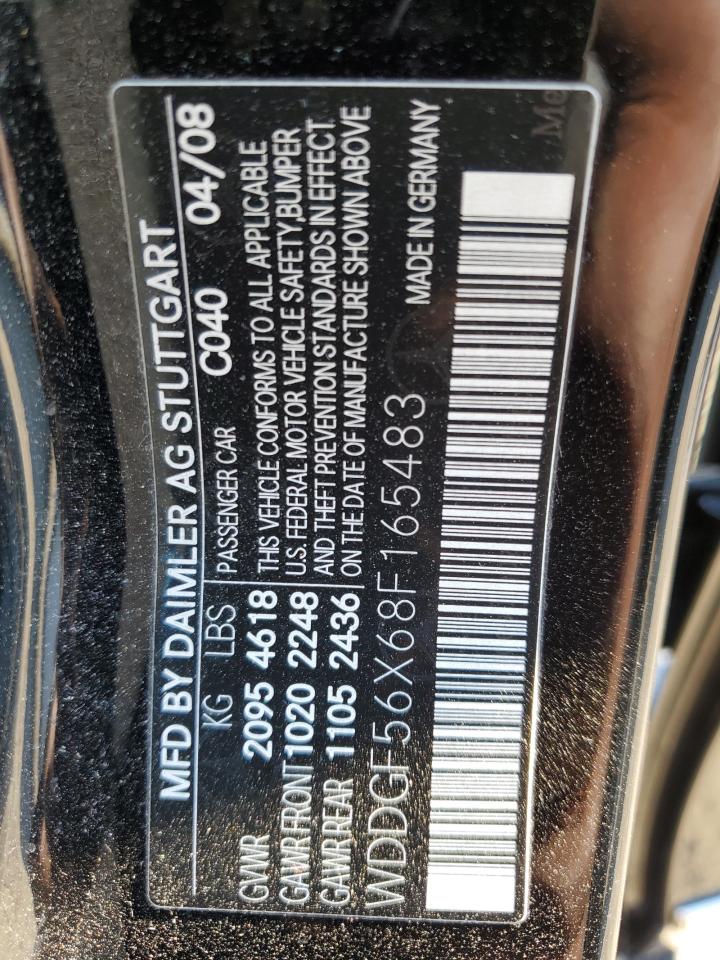 MFD BY DAIMLER AG STUTTGART
C040 04/08
KG LBS PASSENGER CAR
GVWR 2095 4618 THIS VEHICLE CONFORMS TO ALL APPLICABLE
GAWR FRONT 1020 2248 U.S. FEDERAL MOTOR VEHICLE SAFETY,BUMPER
GAWR REAR 1105 2436 AND THEFT PREVENTION STANDARDS IN EFFECT
ON THE DATE OF MANUFACTURE SHOWN ABOVE
WDDGF56X68F165483 MADE IN GERMANY